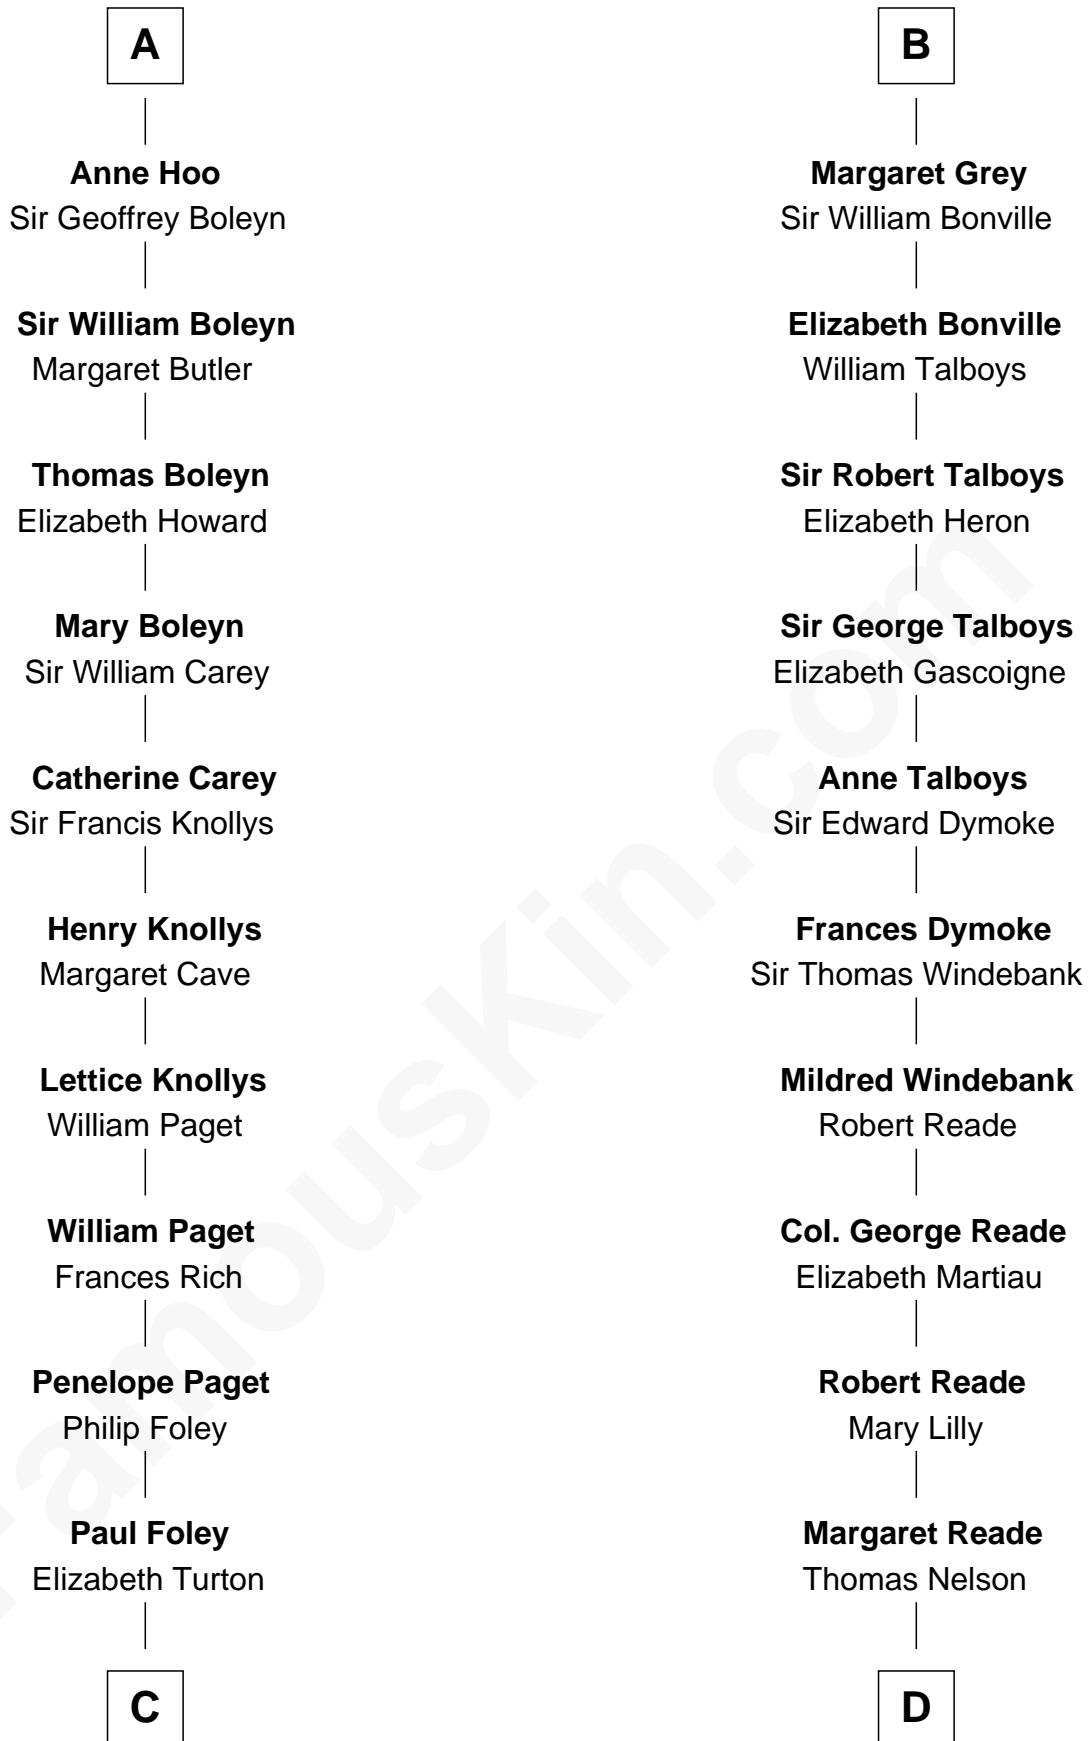 A
Anne Hoo
Sir Geoffrey Boleyn
Sir William Boleyn
Margaret Butler
Thomas Boleyn
Elizabeth Howard
Mary Boleyn
Sir William Carey
Catherine Carey
Sir Francis Knollys
Henry Knollys
Margaret Cave
Lettice Knollys
William Paget
William Paget
Frances Rich
Penelope Paget
Philip Foley
Paul Foley
Elizabeth Turton
C
B
Margaret Grey
Sir William Bonville
Elizabeth Bonville
William Talboys
Sir Robert Talboys
Elizabeth Heron
Sir George Talboys
Elizabeth Gascoigne
Anne Talboys
Sir Edward Dymoke
Frances Dymoke
Sir Thomas Windebank
Mildred Windebank
Robert Reade
Col. George Reade
Elizabeth Martiau
Robert Reade
Mary Lilly
Margaret Reade
Thomas Nelson
D
FamousKin.com